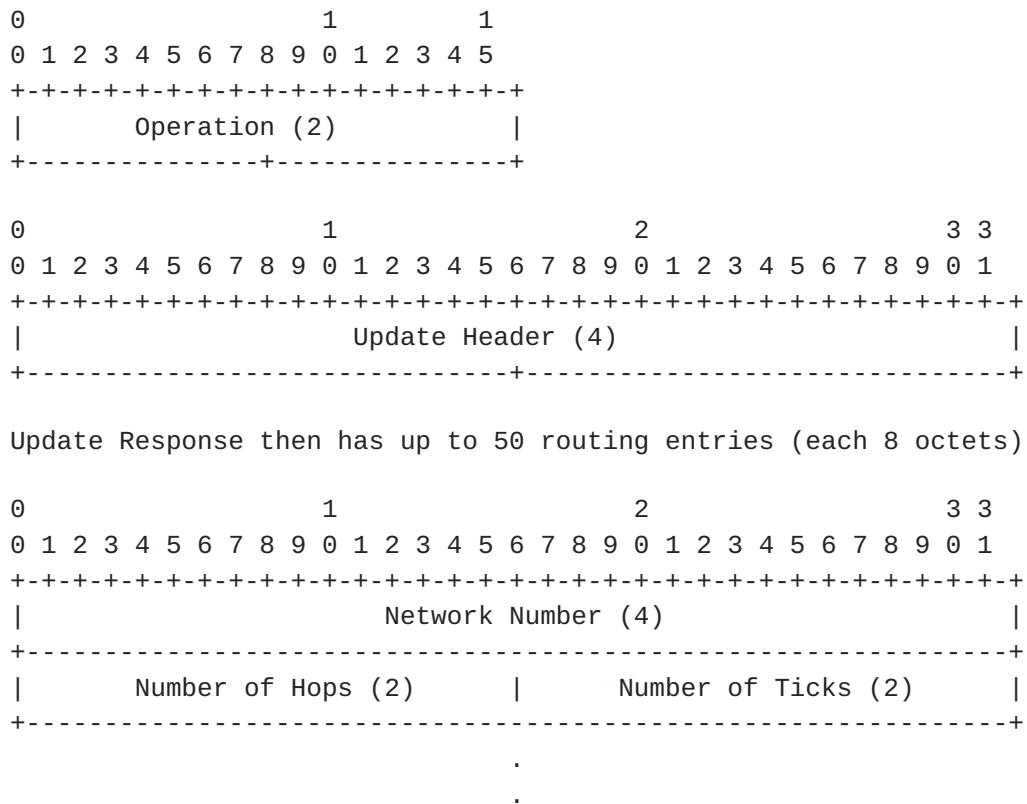 0                   1         1
0 1 2 3 4 5 6 7 8 9 0 1 2 3 4 5
+-+-+-+-+-+-+-+-+-+-+-+-+-+-+-+-+
|       Operation (2)           |
+---------------+---------------+
0                   1                   2                   3 3
0 1 2 3 4 5 6 7 8 9 0 1 2 3 4 5 6 7 8 9 0 1 2 3 4 5 6 7 8 9 0 1
+-+-+-+-+-+-+-+-+-+-+-+-+-+-+-+-+-+-+-+-+-+-+-+-+-+-+-+-+-+-+-+-+
|                     Update Header (4)                         |
+-------------------------------+-------------------------------+
Update Response then has up to 50 routing entries (each 8 octets)
0                   1                   2                   3 3
0 1 2 3 4 5 6 7 8 9 0 1 2 3 4 5 6 7 8 9 0 1 2 3 4 5 6 7 8 9 0 1
+-+-+-+-+-+-+-+-+-+-+-+-+-+-+-+-+-+-+-+-+-+-+-+-+-+-+-+-+-+-+-+-+
|                       Network Number (4)                      |
+---------------------------------------------------------------+
|       Number of Hops (2)      |      Number of Ticks (2)      |
+---------------------------------------------------------------+
                                .
                                .